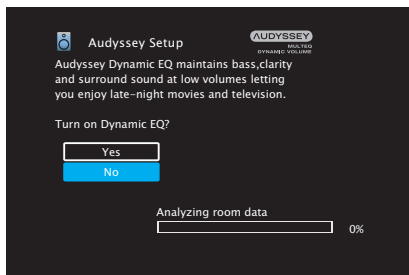 Audyssey Setup
AUDYSSEY
MULTEQ
DYNAMIC VOLUME
Audyssey Dynamic EQ maintains bass,clarity
and surround sound at low volumes letting
you enjoy late-night movies and television.
Turn on Dynamic EQ?
Yes
No
Analyzing room data
0%